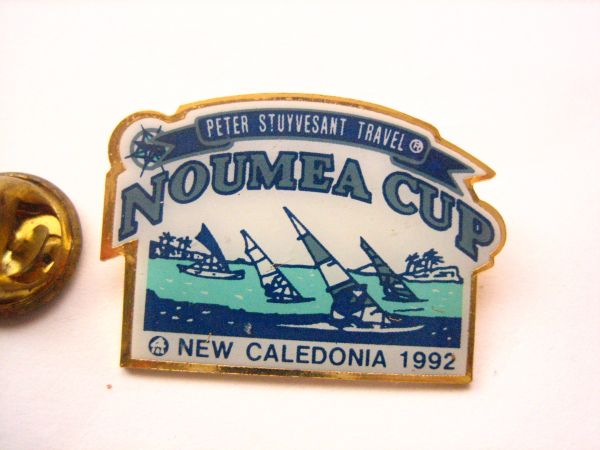 PETER STUYVESANT TRAVEL ®
NOUMEA CUP
NEW CALEDONIA 1992